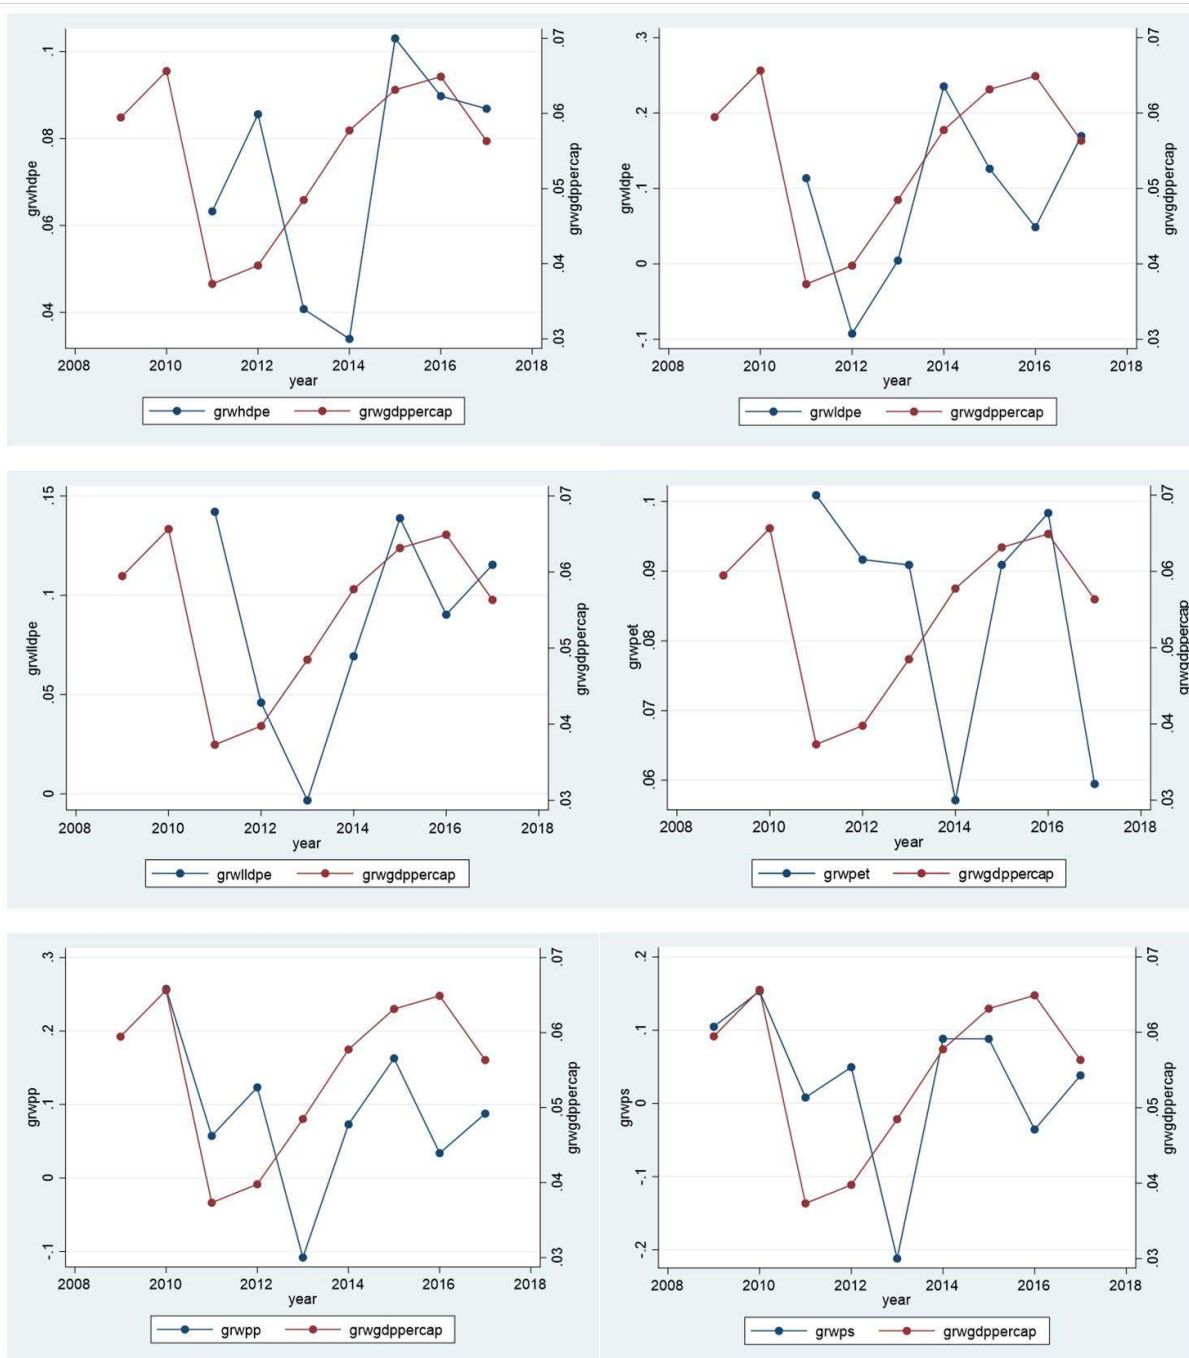 .1
.08
.06
.04
grwhdpe
.07
.06
.05
.04
.03
grwgdppercap
2008 2010 2012 2014 2016 2018
year
grwhdpe grwgdppercap
.3
.2
.1
0
-.1
grwldpe
.07
.06
.05
.04
.03
grwgdppercap
2008 2010 2012 2014 2016 2018
year
grwldpe grwgdppercap
.15
.1
.05
0
grwlldpe
.07
.06
.05
.04
.03
grwgdppercap
2008 2010 2012 2014 2016 2018
year
grwlldpe grwgdppercap
.1
.09
.08
.07
.06
grwpet
.07
.06
.05
.04
.03
grwgdppercap
2008 2010 2012 2014 2016 2018
year
grwpet grwgdppercap
.3
.2
.1
0
-.1
grwpp
.07
.06
.05
.04
.03
grwgdppercap
2008 2010 2012 2014 2016 2018
year
grwpp grwgdppercap
.2
.1
0
-.1
-.2
grwps
.07
.06
.05
.04
.03
grwgdppercap
2008 2010 2012 2014 2016 2018
year
grwps grwgdppercap